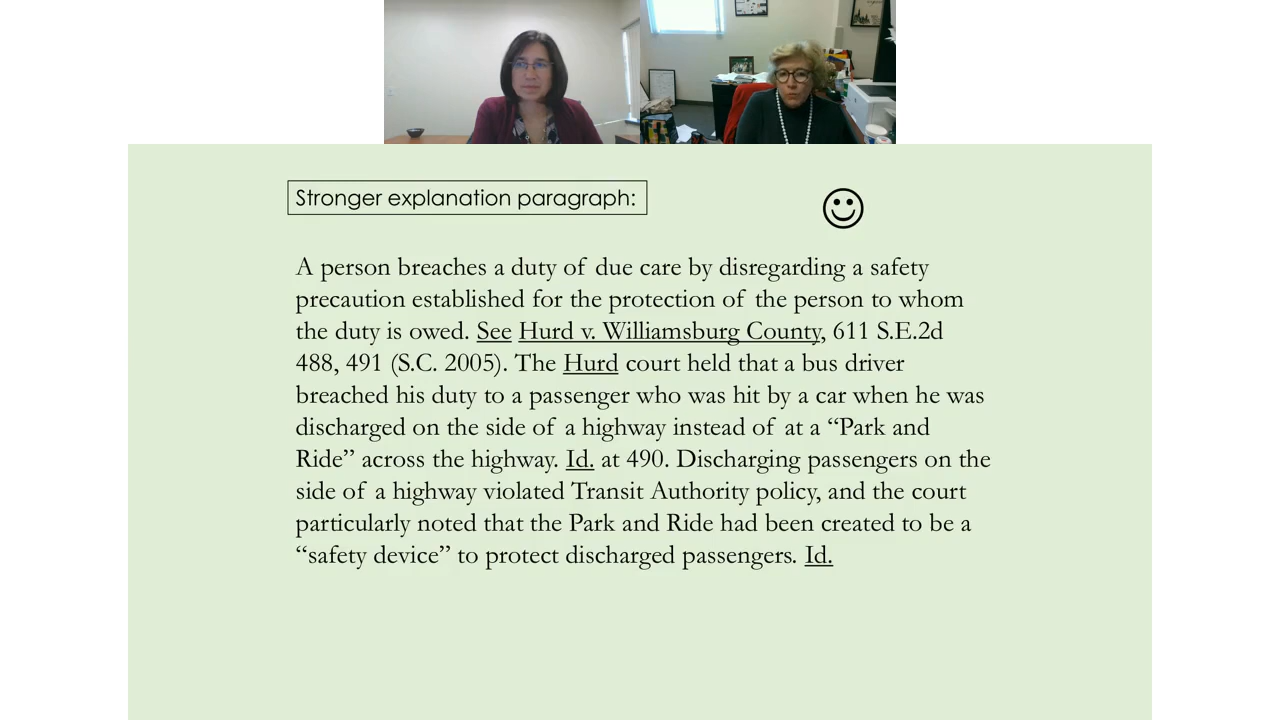 Stronger explanation paragraph:
A person breaches a duty of due care by disregarding a safety
precaution established for the protection of the person to whom
the duty is owed. See Hurd v. Williamsburg County, 611 S.E.2d
488, 491 (S.C. 2005). The Hurd court held that a bus driver
breached his duty to a passenger who was hit by a car when he was
discharged on the side of a highway instead of at a “Park and
Ride” across the highway. Id. at 490. Discharging passengers on the
side of a highway violated Transit Authority policy, and the court
particularly noted that the Park and Ride had been created to be a
“safety device” to protect discharged passengers. Id.